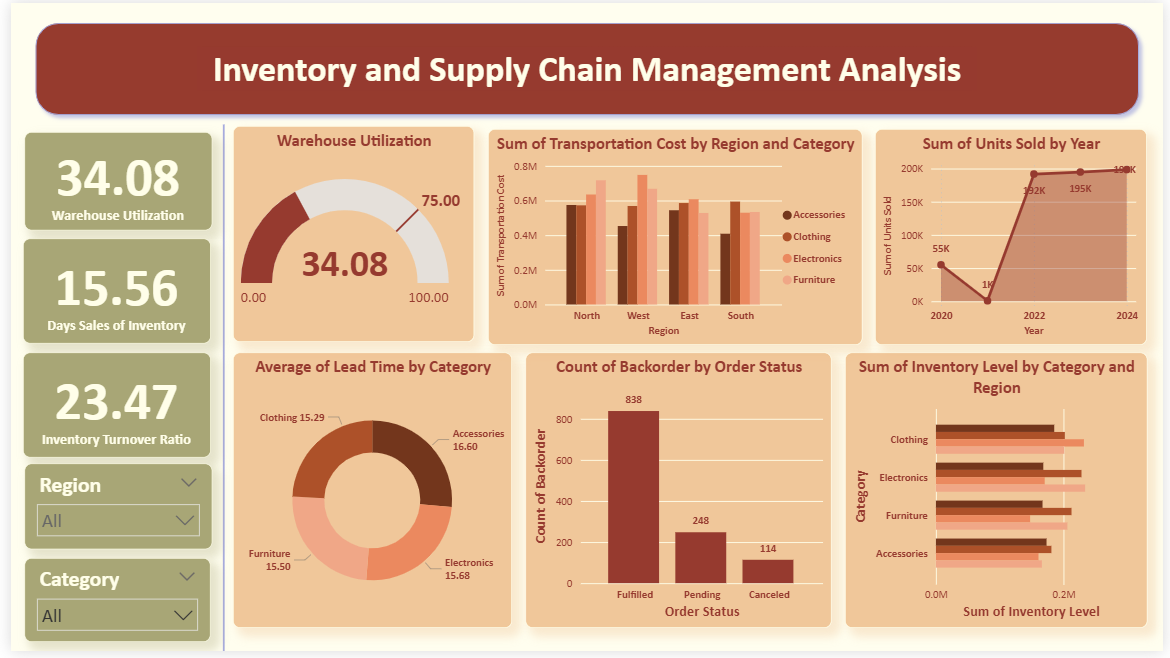 Inventory and Supply Chain Management Analysis
34.08
Warehouse Utilization
15.56
Days Sales of Inventory
23.47
Inventory Turnover Ratio
Region
All
Category
All
Warehouse Utilization
75.00
34.08
0.00
100.00
Sum of Transportation Cost by Region and Category
Sum of Transportation Cost
0.8M
0.6M
0.4M
0.2M
0.0M
North
West
East
South
Region
Accessories
Clothing
Electronics
Furniture
Sum of Units Sold by Year
Sum of Units Sold
200K
150K
100K
50K
0K
55K
1K
192K
195K
2020
2022
2024
Year
Average of Lead Time by Category
Clothing 15.29
Accessories
16.60
Furniture
15.50
Electronics
15.68
Count of Backorder by Order Status
Count of Backorder
800
600
400
200
0
838
248
114
Fulfilled
Pending
Canceled
Order Status
Sum of Inventory Level by Category and
Region
Category
Clothing
Electronics
Furniture
Accessories
0.0M
0.2M
Sum of Inventory Level